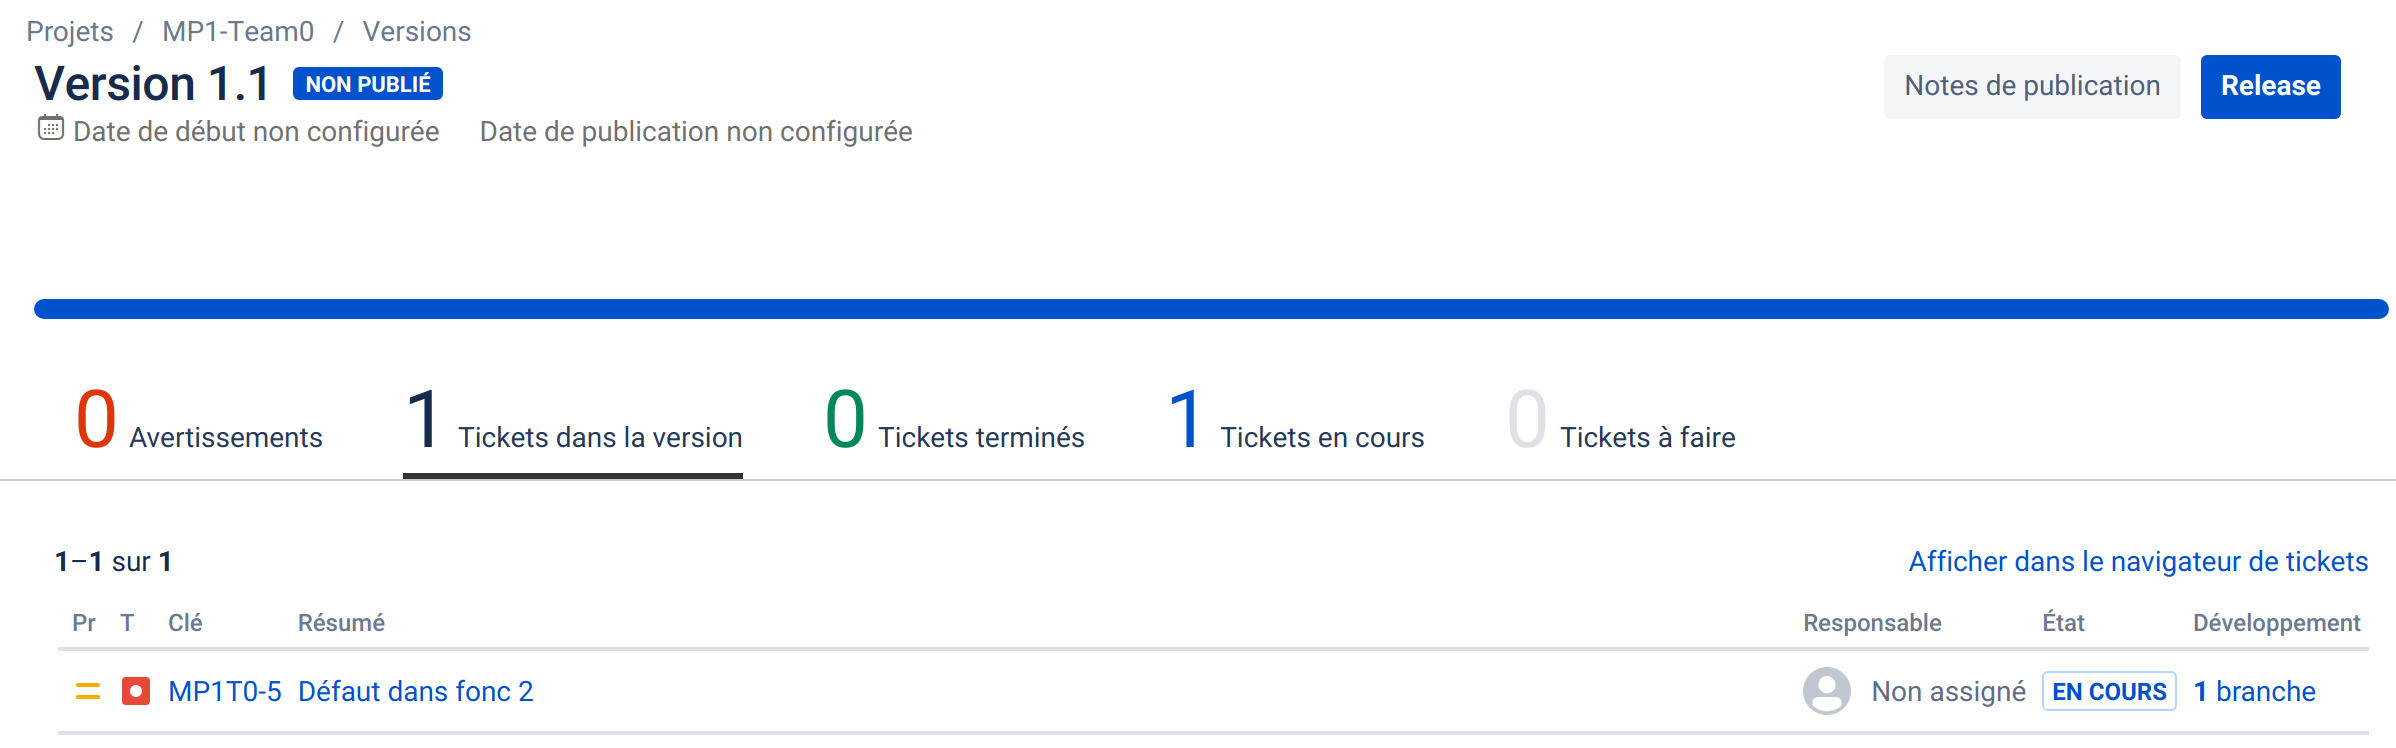 Projets / MP1-Team0 / Versions
Version 1.1 NON PUBLIÉ
Notes de publication Release
Date de début non configurée Date de publication non configurée
0 Avertissements 1 Tickets dans la version 0 Tickets terminés 1 Tickets en cours 0 Tickets à faire
1–1 sur 1 Afficher dans le navigateur de tickets
Pr T Clé Résumé Responsable État Développement
MP1T0-5 Défaut dans fonc 2 Non assigné EN COURS 1 branche